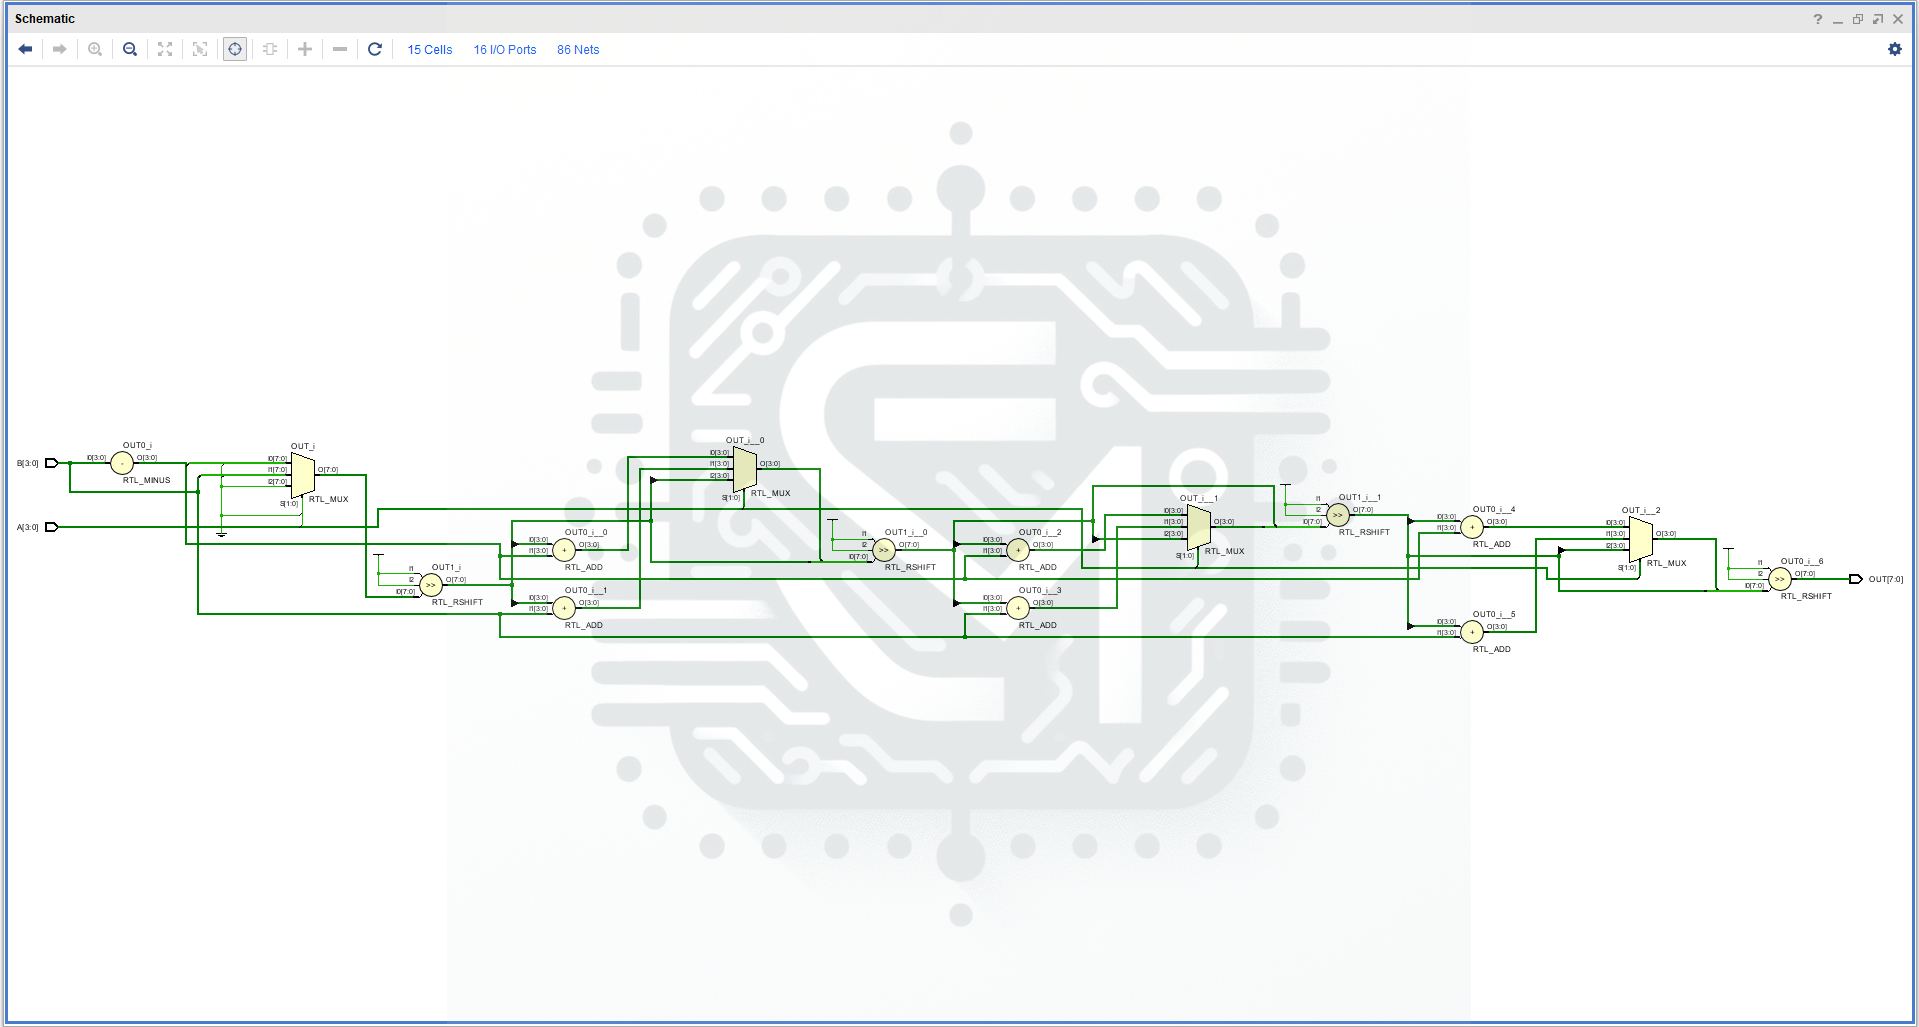 Schematic
15 Cells 16 I/O Ports 86 Nets
B[3:0]
A[3:0]
OUT0_i
I0[3:0] O[3:0]
-
RTL_MINUS
OUT_i
I0[7:0]
I1[7:0] O[7:0]
I2[7:0]
S[1:0]
RTL_MUX
OUT1_i
I1
I2 O[7:0]
I0[7:0]
>>
RTL_RSHIFT
OUT0_i__0
I0[3:0] O[3:0]
I1[3:0]
+
RTL_ADD
OUT0_i__1
I0[3:0] O[3:0]
I1[3:0]
+
RTL_ADD
OUT_i__0
I0[3:0]
I1[3:0] O[3:0]
I2[3:0]
S[1:0]
RTL_MUX
OUT1_i__0
I1
I2 O[7:0]
I0[7:0]
>>
RTL_RSHIFT
OUT0_i__2
I0[3:0] O[3:0]
I1[3:0]
+
RTL_ADD
OUT0_i__3
I0[3:0] O[3:0]
I1[3:0]
+
RTL_ADD
OUT_i__1
I0[3:0]
I1[3:0] O[3:0]
I2[3:0]
S[1:0]
RTL_MUX
OUT1_i__1
I1
I2 O[7:0]
I0[7:0]
>>
RTL_RSHIFT
OUT0_i__4
I0[3:0] O[3:0]
I1[3:0]
+
RTL_ADD
OUT0_i__5
I0[3:0] O[3:0]
I1[3:0]
+
RTL_ADD
OUT_i__2
I0[3:0]
I1[3:0] O[3:0]
I2[3:0]
S[1:0]
RTL_MUX
OUT0_i__6
I1
I2 O[7:0]
I0[7:0]
>>
RTL_RSHIFT
OUT[7:0]